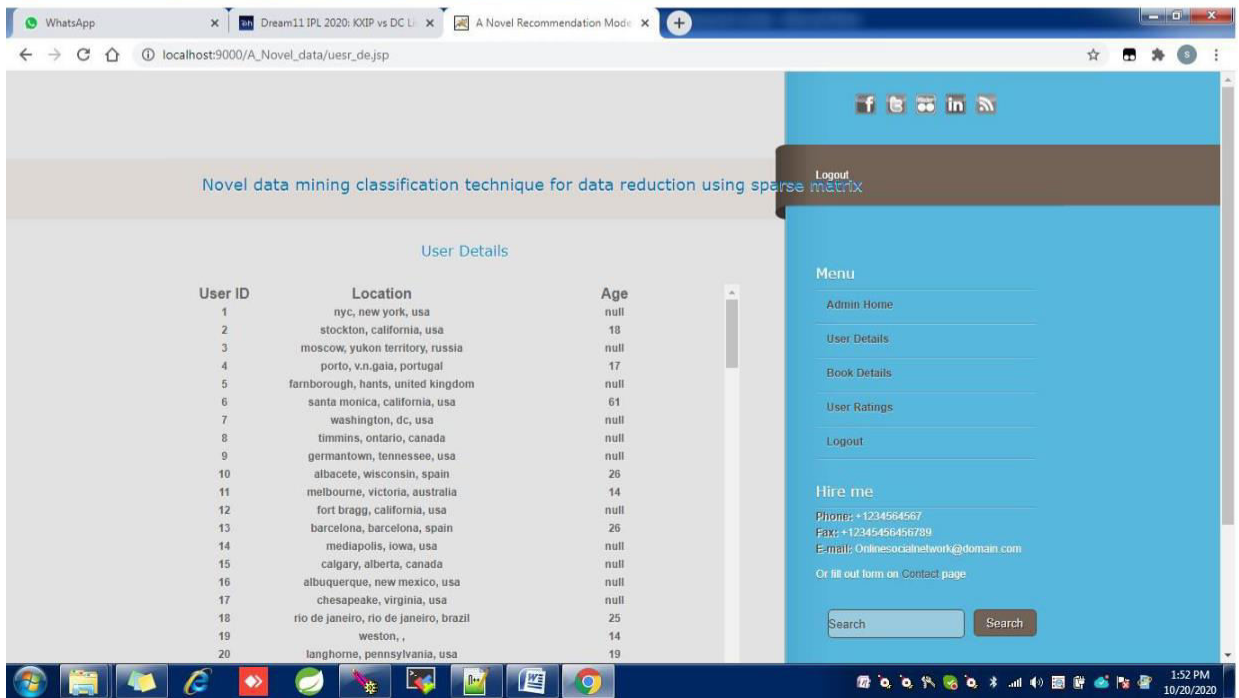 WhatsApp
Dream11 IPL 2020: KXIP vs DC Li
A Novel Recommendation Mode
localhost:9000/A_Novel_data/uesr_de.jsp
Logout
Novel data mining classification technique for data reduction using sparse matrix
User Details
User ID Location Age
1 nyc, new york, usa null
2 stockton, california, usa 18
3 moscow, yukon territory, russia null
4 porto, v.n.gaia, portugal 17
5 farnborough, hants, united kingdom null
6 santa monica, california, usa 61
7 washington, dc, usa null
8 timmins, ontario, canada null
9 germantown, tennessee, usa null
10 albacete, wisconsin, spain 26
11 melbourne, victoria, australia 14
12 fort bragg, california, usa null
13 barcelona, barcelona, spain 26
14 mediapolis, iowa, usa null
15 calgary, alberta, canada null
16 albuquerque, new mexico, usa null
17 chesapeake, virginia, usa null
18 rio de janeiro, rio de janeiro, brazil 25
19 weston, , 14
20 langhorne, pennsylvania, usa 19
Menu
Admin Home
User Details
Book Details
User Ratings
Logout
Hire me
Phone: +1234564567
Fax: +12345456456789
E-mail: Onlinesocialnetwork@domain.com
Or fill out form on Contact page
Search Search
1:52 PM
10/20/2020